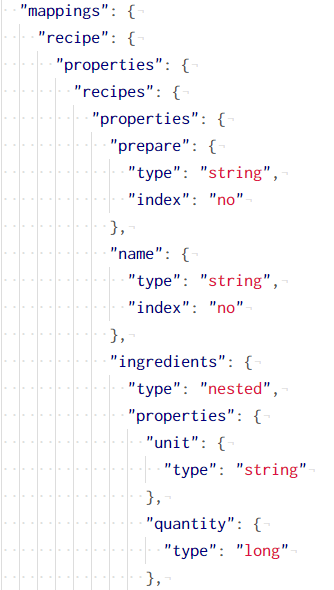 "mappings": {
"recipe": {
"properties": {
"recipes": {
"properties": {
"prepare": {
"type": "string",
"index": "no"
},
"name": {
"type": "string",
"index": "no"
},
"ingredients": {
"type": "nested",
"properties": {
"unit": {
"type": "string"
},
"quantity": {
"type": "long"
},